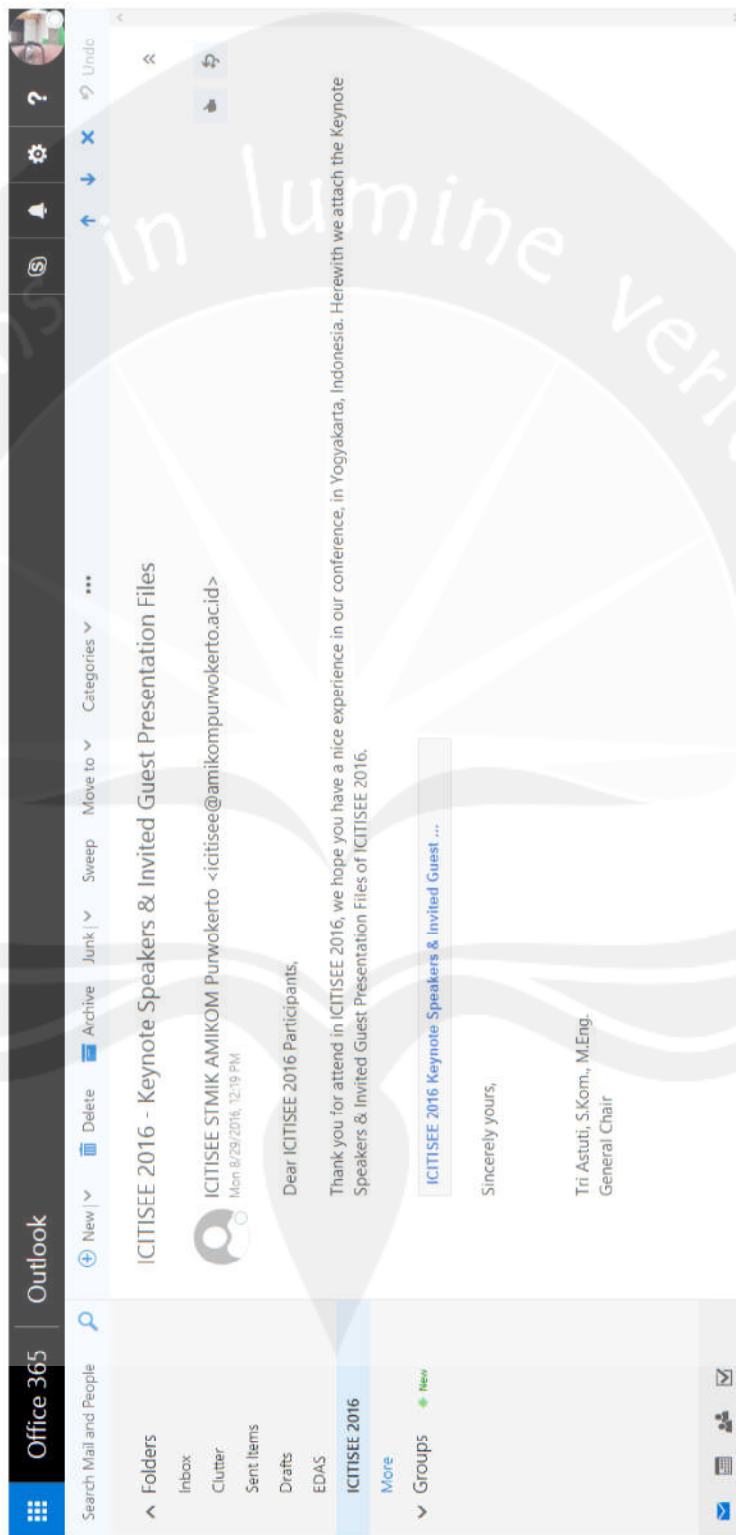 Office 365
Outlook
?
Search Mail and People
New
Delete
Archive
Junk
Sweep
Move to
Categories
...
Undo
Folders
Inbox
Clutter
Sent Items
Drafts
EDAS
ICITISEE 2016
More
Groups
New
ICITISEE 2016 - Keynote Speakers & Invited Guest Presentation Files
ICITISEE STMIK AMIKOM Purwokerto <icitisee@amikompurwokerto.ac.id>
Mon 8/29/2016, 12:19 PM
Dear ICITISEE 2016 Participants,
Thank you for attend in ICITISEE 2016, we hope you have a nice experience in our conference, in Yogyakarta, Indonesia. Herewith we attach the Keynote
Speakers & Invited Guest Presentation Files of ICITISEE 2016.
ICITISEE 2016 Keynote Speakers & Invited Guest ...
Sincerely yours,
Tri Astuti, S.Kom., M.Eng.
General Chair
in lumine